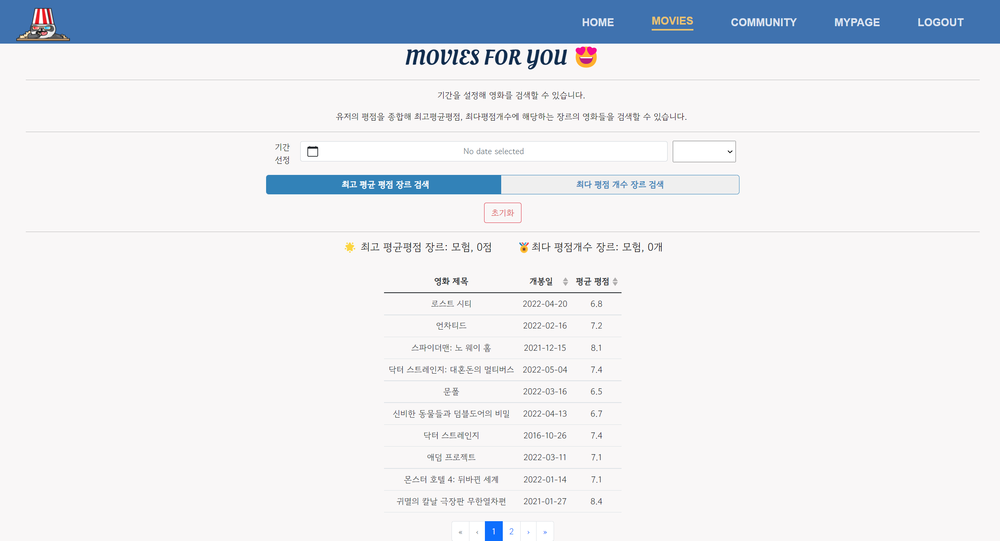 HOME MOVIES COMMUNITY MYPAGE LOGOUT
MOVIES FOR YOU
기간을 설정해 영화를 검색할 수 있습니다.
유저의 평점을 종합해 최고평균평점, 최다평점개수에 해당하는 장르의 영화들을 검색할 수 있습니다.
기간
선정
No date selected
최고 평균 평점 장르 검색 최다 평점 개수 장르 검색
초기화
최고 평균평점 장르: 모험, 0점 최다 평점개수 장르: 모험, 0개
영화 제목 개봉일 평균 평점
로스트 시티 2022-04-20 6.8
언차티드 2022-02-16 7.2
스파이더맨: 노 웨이 홈 2021-12-15 8.1
닥터 스트레인지: 대혼돈의 멀티버스 2022-05-04 7.4
문폴 2022-03-16 6.5
신비한 동물들과 덤블도어의 비밀 2022-04-13 6.7
닥터 스트레인지 2016-10-26 7.4
애덤 프로젝트 2022-03-11 7.1
몬스터 호텔 4: 뒤바뀐 세계 2022-01-14 7.1
귀멸의 칼날 극장판 무한열차편 2021-01-27 8.4
« ‹ 1 2 › »